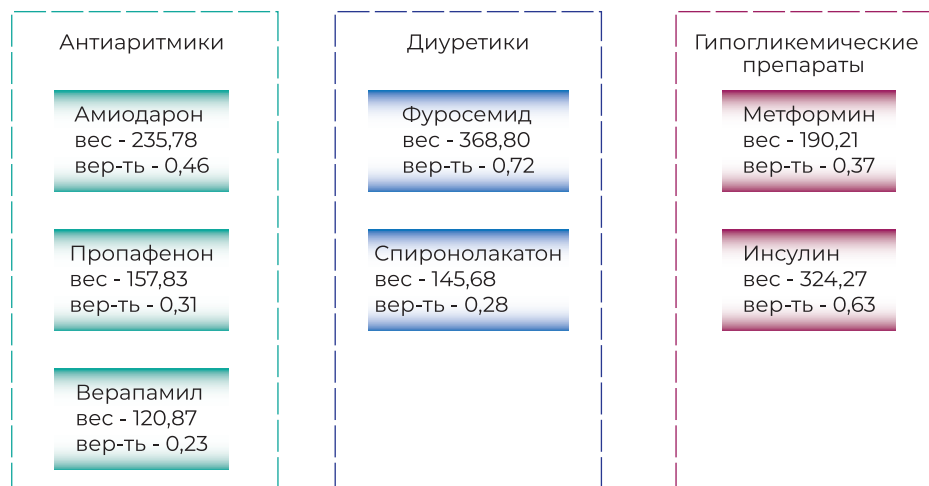 Антиаритмики
Амиодарон
вес - 235,78
вер-ть - 0,46
Пропафенон
вес - 157,83
вер-ть - 0,31
Верапамил
вес - 120,87
вер-ть - 0,23
Диуретики
Фуросемид
вес - 368,80
вер-ть - 0,72
Спиронолакатон
вес - 145,68
вер-ть - 0,28
Гипогликемические
препараты
Метформин
вес - 190,21
вер-ть - 0,37
Инсулин
вес - 324,27
вер-ть - 0,63